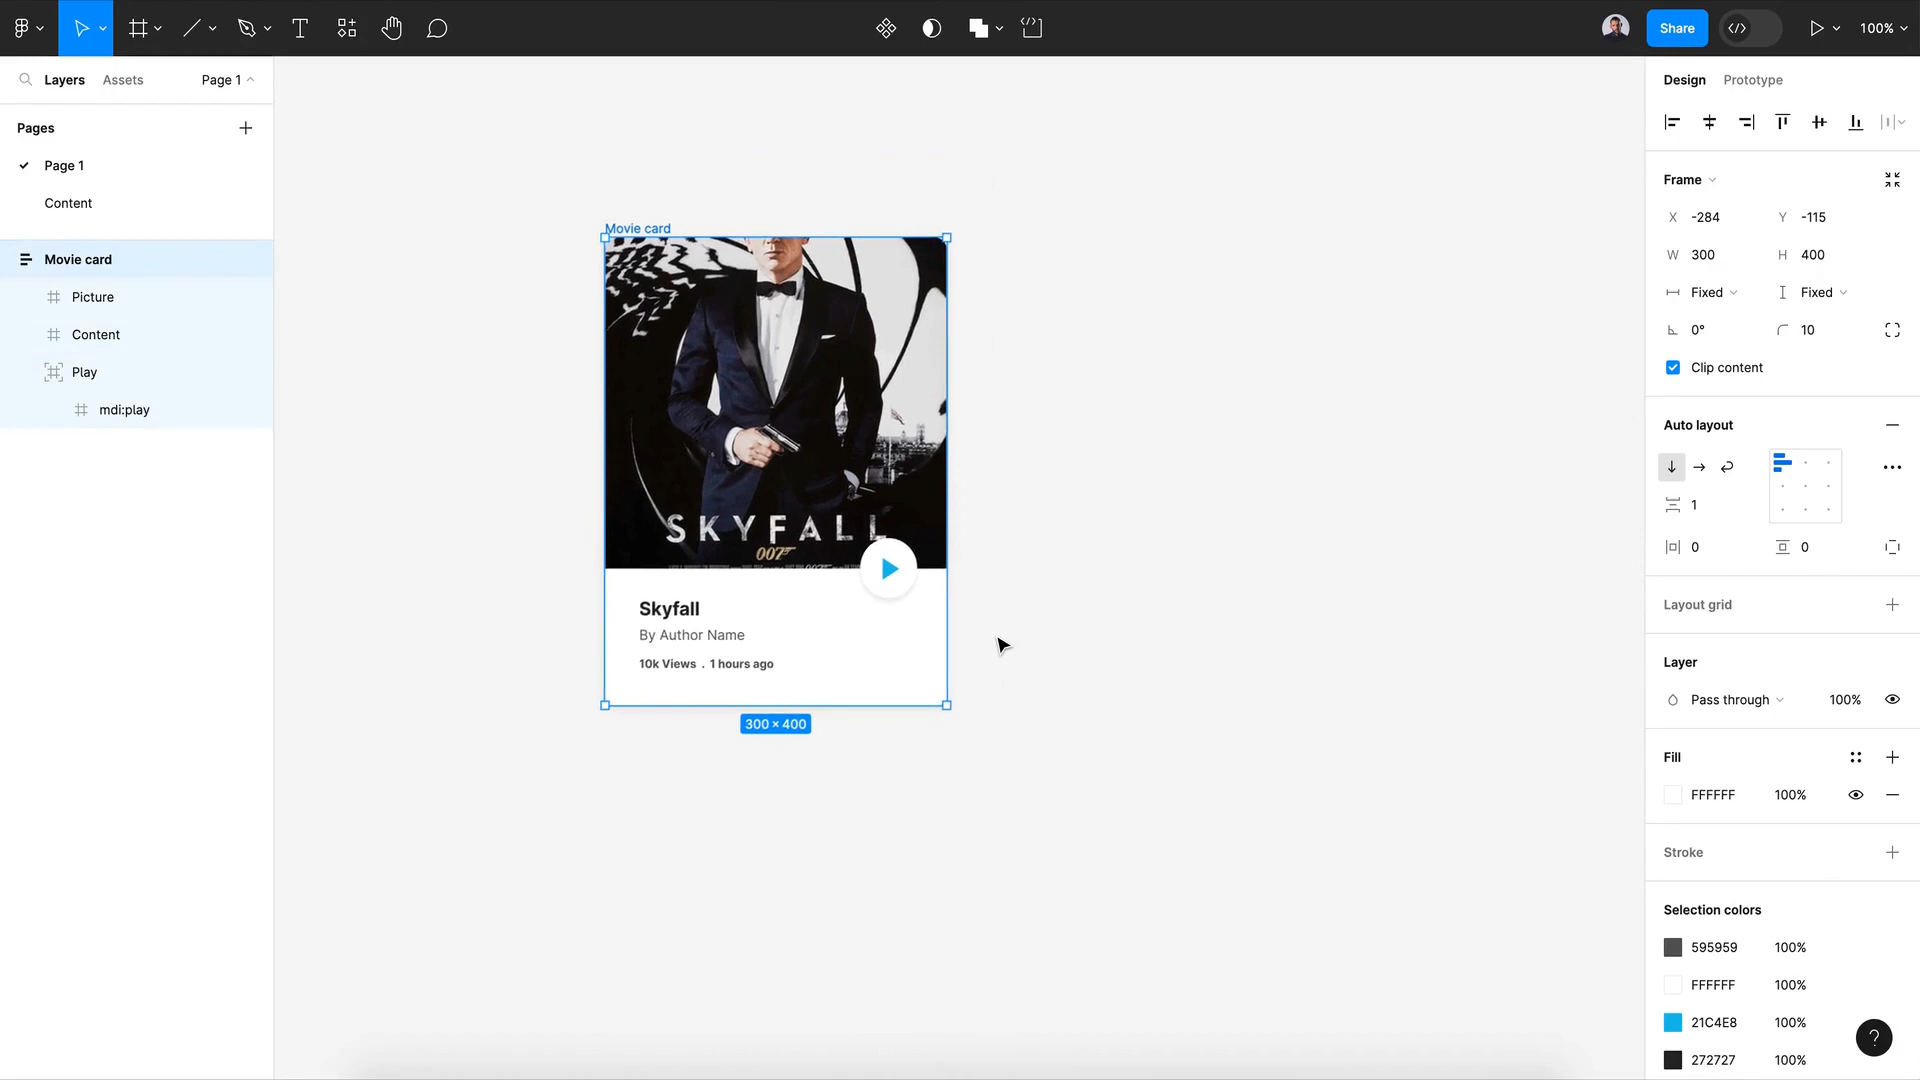 Share
100%
Layers
Assets
Page 1
Pages
Page 1
Content
Movie card
Picture
Content
Play
mdi:play
Movie card
SKYFALL
007
Skyfall
By Author Name
10k Views . 1 hours ago
300 × 400
Design
Prototype
Frame
X -284 Y -115
W 300 H 400
Fixed Fixed
0° 10
Clip content
Auto layout
1
0 0
Layout grid
Layer
Pass through 100%
Fill
FFFFFF 100%
Stroke
Selection colors
595959 100%
FFFFFF 100%
21C4E8 100%
272727 100%
?